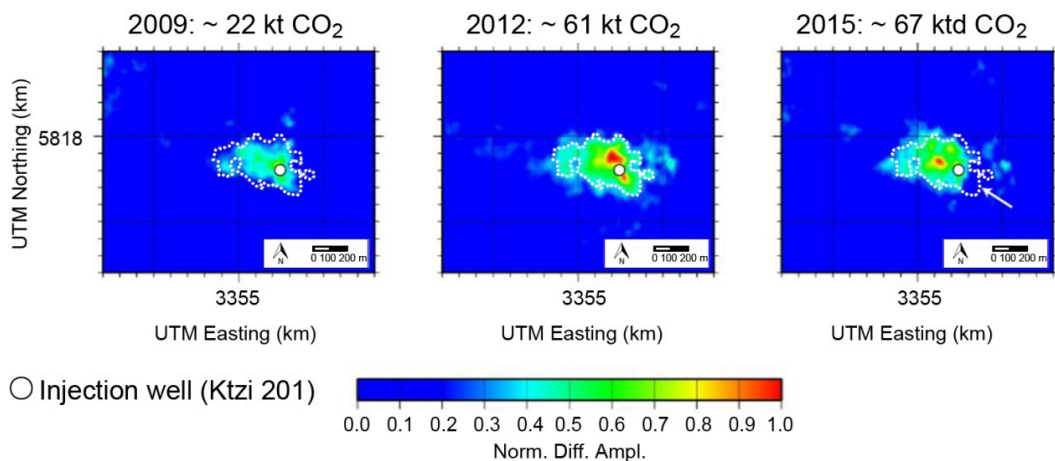 2009: ~ 22 kt CO₂ 2012: ~ 61 kt CO₂ 2015: ~ 67 ktd CO₂
UTM Northing (km)
5818
N 0 100 200 m N 0 100 200 m N 0 100 200 m
3355 3355 3355
UTM Easting (km) UTM Easting (km) UTM Easting (km)
Injection well (Ktzi 201)
0.0 0.1 0.2 0.3 0.4 0.5 0.6 0.7 0.8 0.9 1.0
Norm. Diff. Ampl.